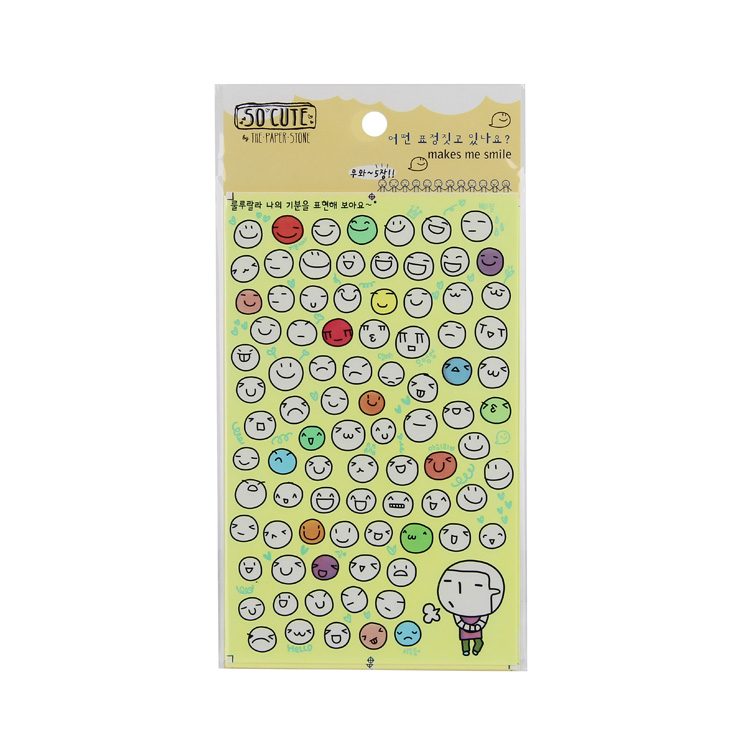 SO CUTE
by THE·PAPER·STONE
어떤 표정짓고 있나요?
makes me smile
우와~5장!!
룰루랄라 나의 기분을 표현해 보아요~
HELLO